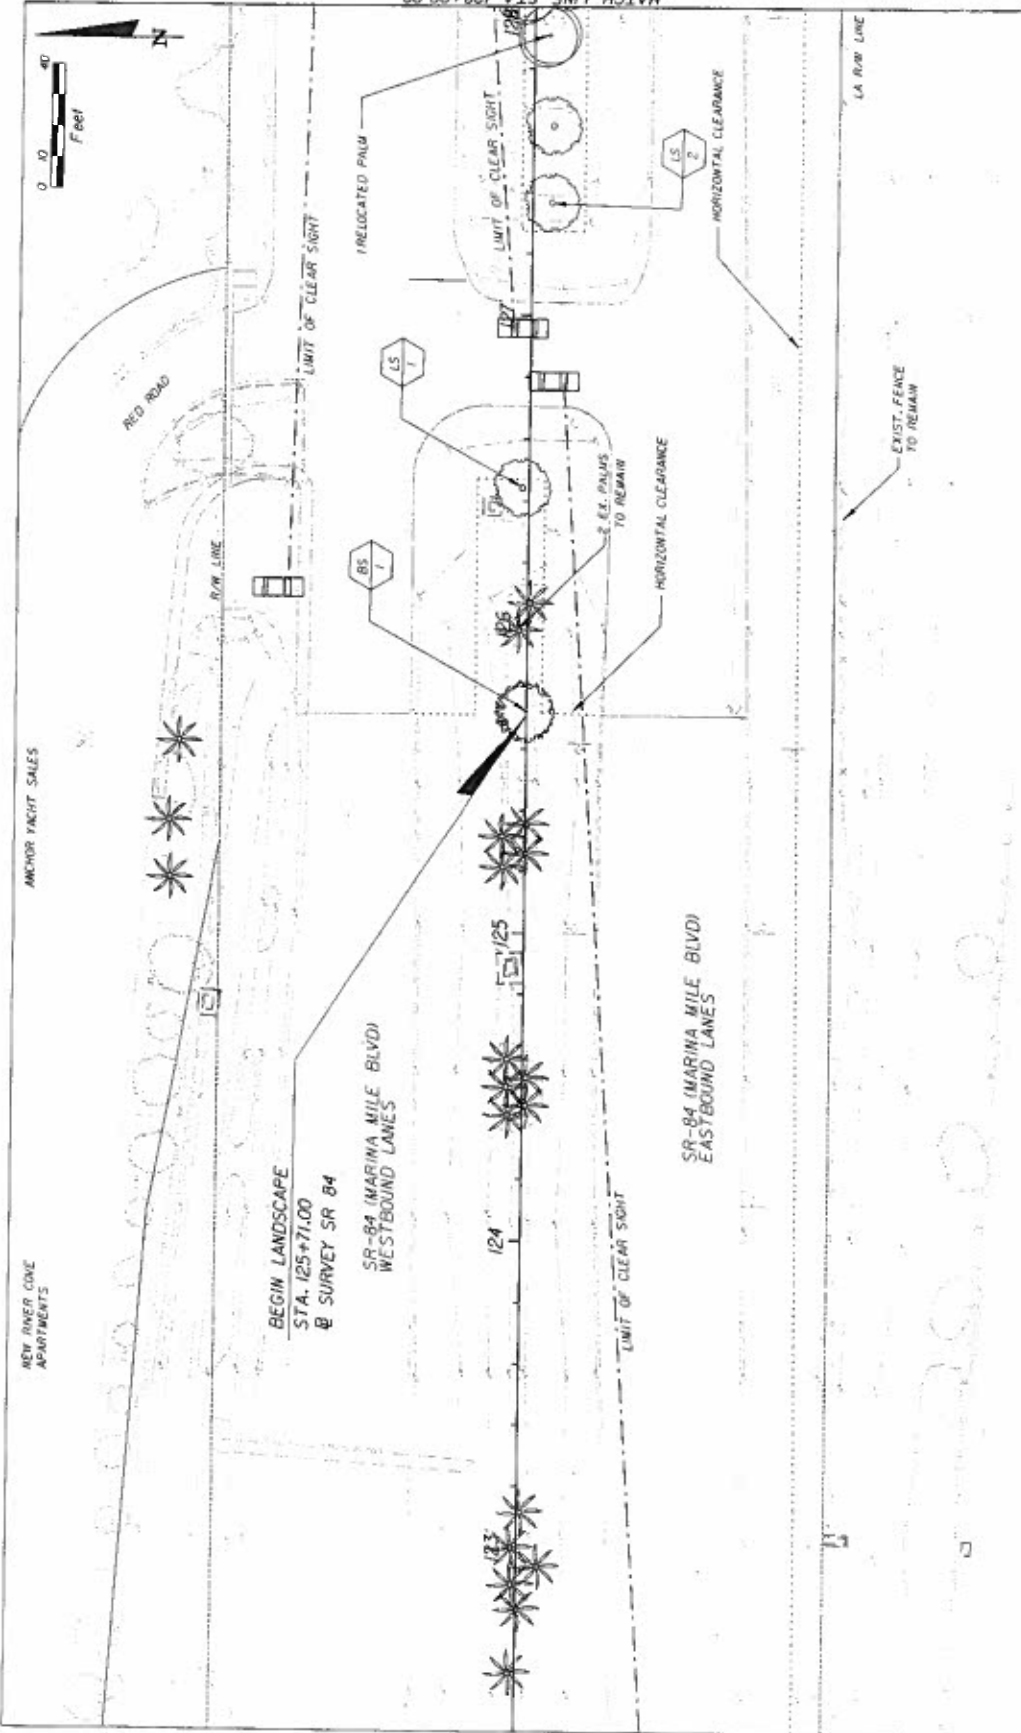 N
0 10 40
Feet
128
LA R/W LINE
1 RELOCATED PALM
LIMIT OF CLEAR SIGHT
LS
2
HORIZONTAL CLEARANCE
LIMIT OF CLEAR SIGHT
127
RED ROAD
LS
1
EXIST. FENCE
TO REMAIN
2 EX. PALMS
TO REMAIN
HORIZONTAL CLEARANCE
R/W LINE
BS
1
126
ANCHOR YACHT SALES
125
SR-84 (MARINA MILE BLVD)
EASTBOUND LANES
SR-84 (MARINA MILE BLVD)
WESTBOUND LANES
BEGIN LANDSCAPE
STA. 125+71.00
SURVEY SR 84
124
LIMIT OF CLEAR SIGHT
NEW RIVER COVE
APARTMENTS
123